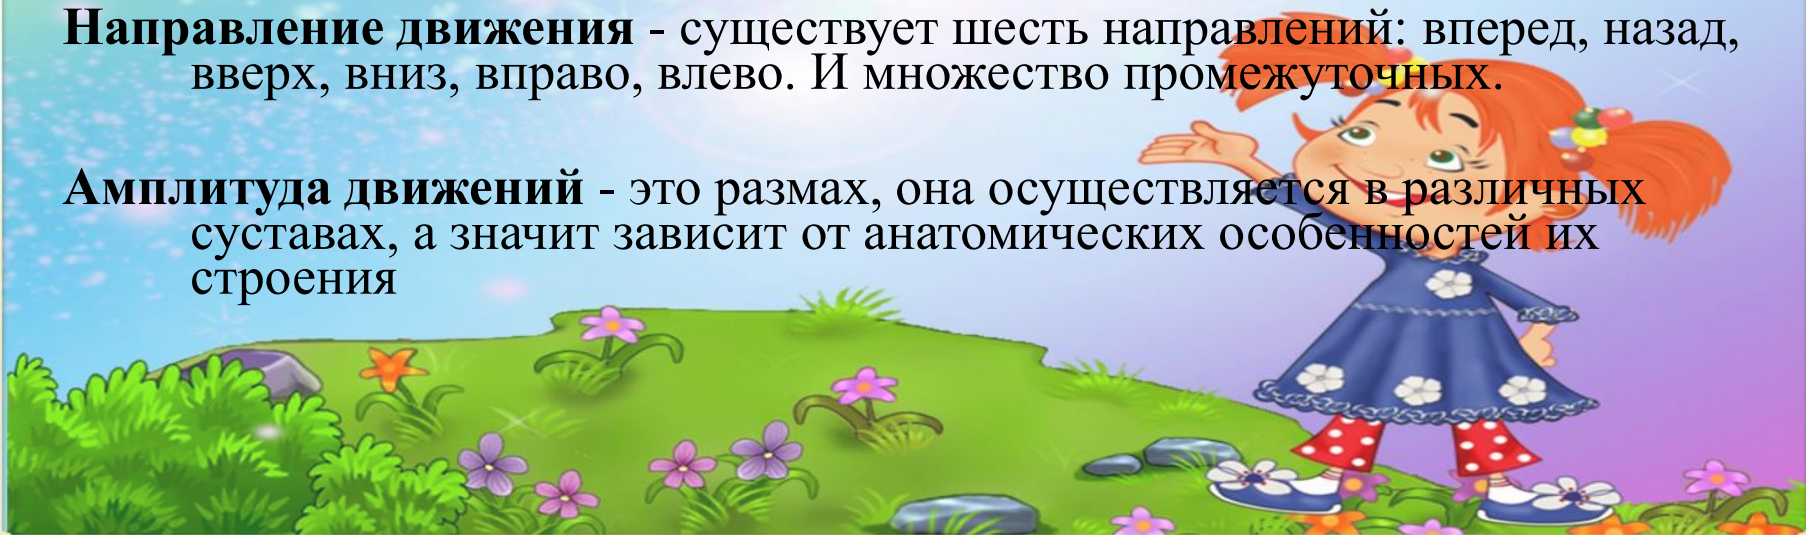 Направление движения - существует шесть направлений: вперед, назад,
вверх, вниз, вправо, влево. И множество промежуточных.
Амплитуда движений - это размах, она осуществляется в различных
суставах, а значит зависит от анатомических особенностей их
строения